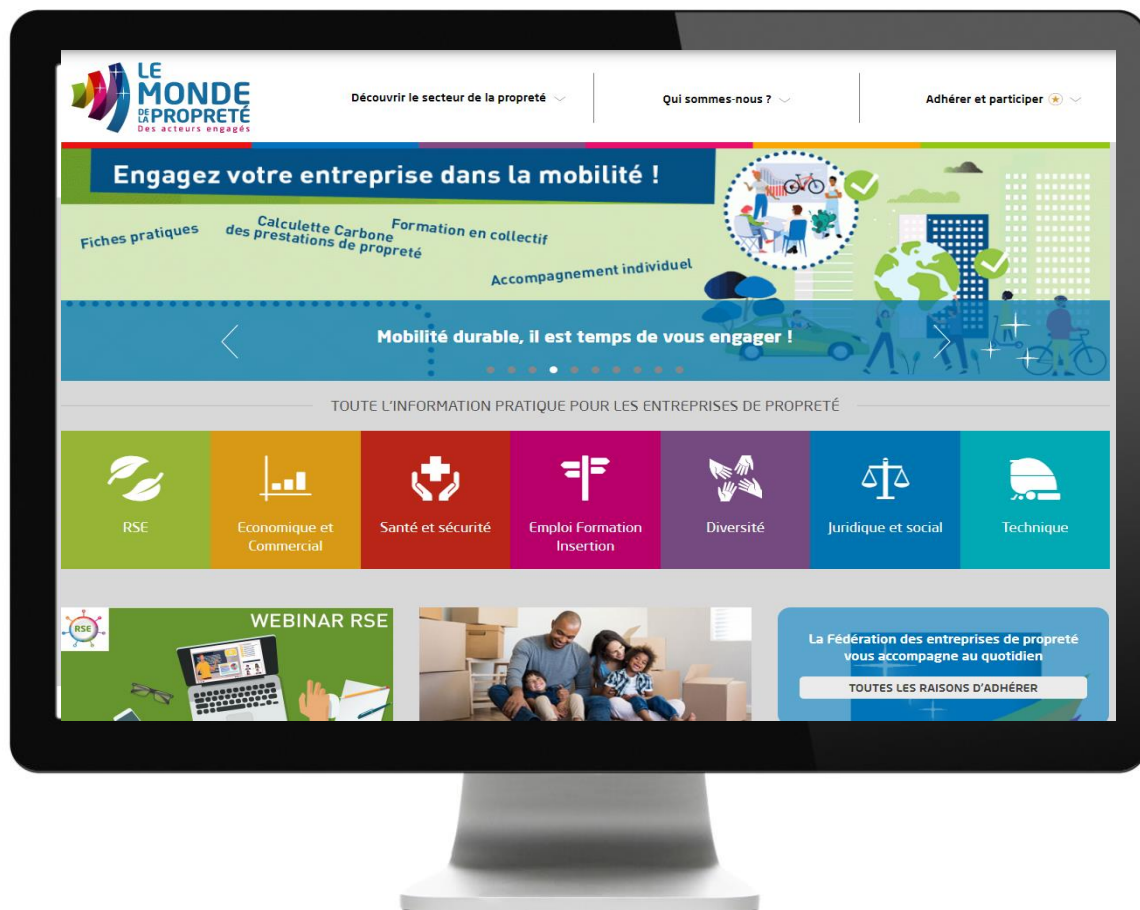 LE
MONDE
DE LA PROPRETÉ
Des acteurs engagés
Découvrir le secteur de la propreté
Qui sommes-nous ?
Adhérer et participer
Engagez votre entreprise dans la mobilité !
Fiches pratiques
Calculette Carbone
des prestations de propreté
Formation en collectif
Accompagnement individuel
Mobilité durable, il est temps de vous engager !
TOUTE L'INFORMATION PRATIQUE POUR LES ENTREPRISES DE PROPRETÉ
RSE
Economique et
Commercial
Santé et sécurité
Emploi Formation
Insertion
Diversité
Juridique et social
Technique
RSE
WEBINAR RSE
La Fédération des entreprises de propreté
vous accompagne au quotidien
TOUTES LES RAISONS D'ADHÉRER